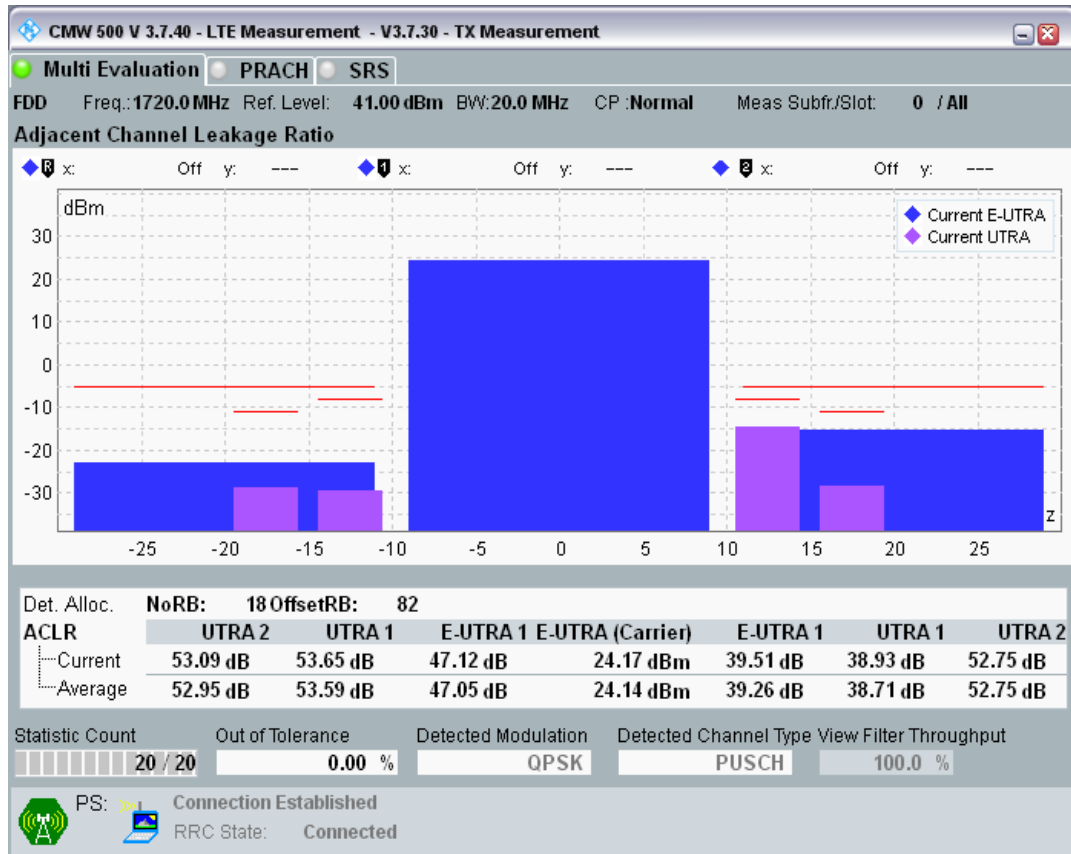 CMW 500 V 3.7.40 - LTE Measurement - V3.7.30 - TX Measurement
Multi Evaluation PRACH SRS
FDD Freq.:1720.0 MHz Ref. Level: 41.00 dBm BW:20.0 MHz CP :Normal Meas Subfr./Slot: 0 / All
Adjacent Channel Leakage Ratio
R x: Off y: --- 1 x: Off y: --- 2 x: Off y: ---
dBm
Current E-UTRA
Current UTRA
30
20
10
0
-10
-20
-30
z
-25 -20 -15 -10 -5 0 5 10 15 20 25
Det. Alloc. NoRB: 18 OffsetRB: 82
ACLR UTRA 2 UTRA 1 E-UTRA 1 E-UTRA (Carrier) E-UTRA 1 UTRA 1 UTRA 2
Current 53.09 dB 53.65 dB 47.12 dB 24.17 dBm 39.51 dB 38.93 dB 52.75 dB
Average 52.95 dB 53.59 dB 47.05 dB 24.14 dBm 39.26 dB 38.71 dB 52.75 dB
Statistic Count Out of Tolerance Detected Modulation Detected Channel Type View Filter Throughput
20 / 20 0.00 % QPSK PUSCH 100.0 %
PS: Connection Established
RRC State: Connected